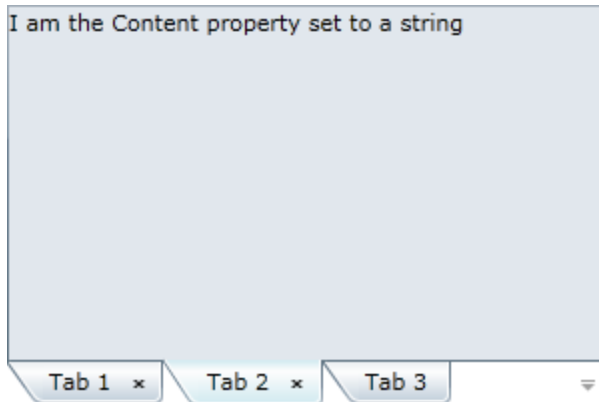 I am the Content property set to a string
Tab 1 × Tab 2 × Tab 3